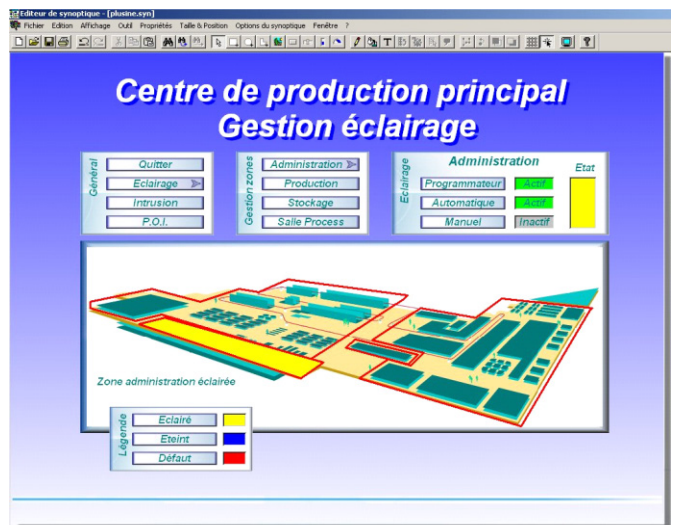 Editeur de synoptique - [plusine.syn]
Fichier Edition Affichage Outil Propriétés Taille & Position Options du synoptique Fenêtre ?
Centre de production principal
Gestion éclairage
Général
Quitter
Eclairage
Intrusion
P.O.I.
Gestion zones
Administration
Production
Stockage
Salle Process
Eclairage
Administration
Etat
Programmateur Actif
Automatique Actif
Manuel Inactif
Zone administration éclairée
Légende
Eclairé
Eteint
Défaut